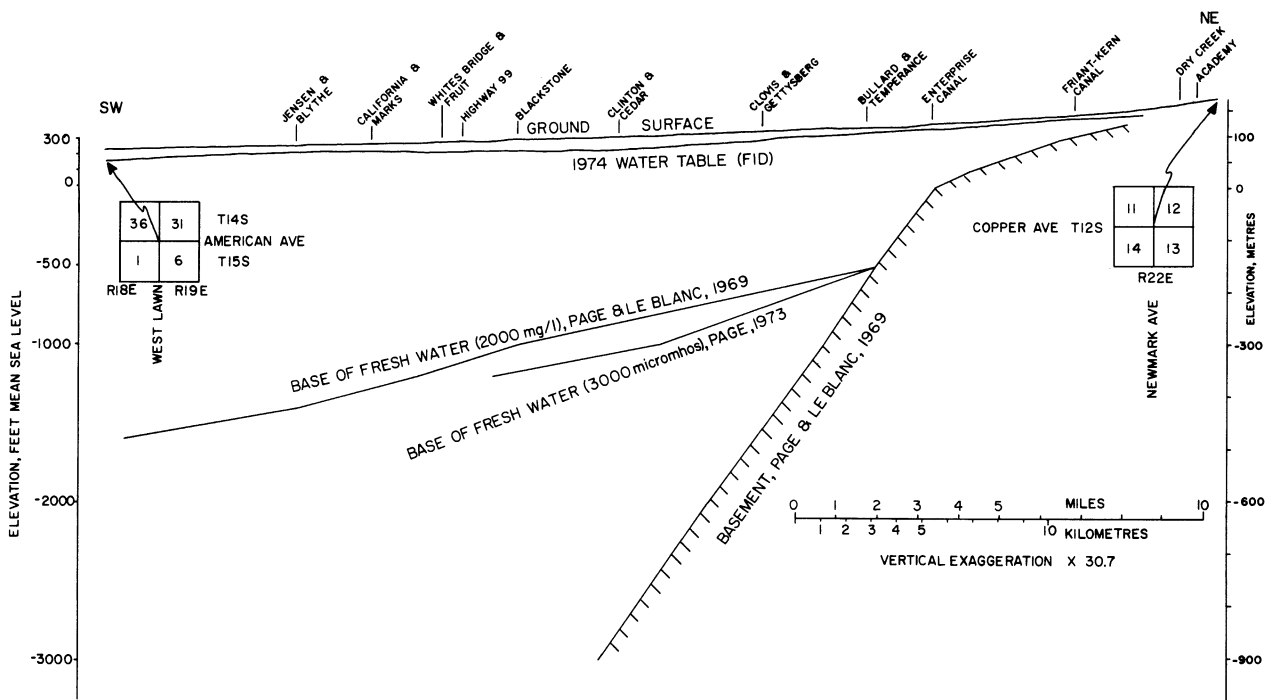 NE
SW
JENSEN &
BLYTHE
CALIFORNIA &
MARKS
WHITES BRIDGE &
FRUIT
HIGHWAY 99
BLACKSTONE
CLINTON &
CEDAR
CLOVIS &
GETTYSBERG
BULLARD &
TEMPERANCE
ENTERPRISE
CANAL
FRIANT-KERN
CANAL
DRY CREEK
ACADEMY
GROUND SURFACE
1974 WATER TABLE (FID)
300
0
-500
-1000
-2000
-3000
ELEVATION, FEET MEAN SEA LEVEL
100
0
-300
-600
-900
ELEVATION, METRES
36 31 T14S
AMERICAN AVE
1 6 T15S
R18E R19E
WEST LAWN
11 12
COPPER AVE T12S
14 13
R22E
NEWMARK AVE
BASE OF FRESH WATER (2000 mg/l), PAGE & LE BLANC, 1969
BASE OF FRESH WATER (3000 micromhos), PAGE, 1973
BASEMENT, PAGE & LE BLANC, 1969
0 1 2 3 4 5 MILES 10
1 2 3 4 5 10 KILOMETRES
VERTICAL EXAGGERATION X 30.7